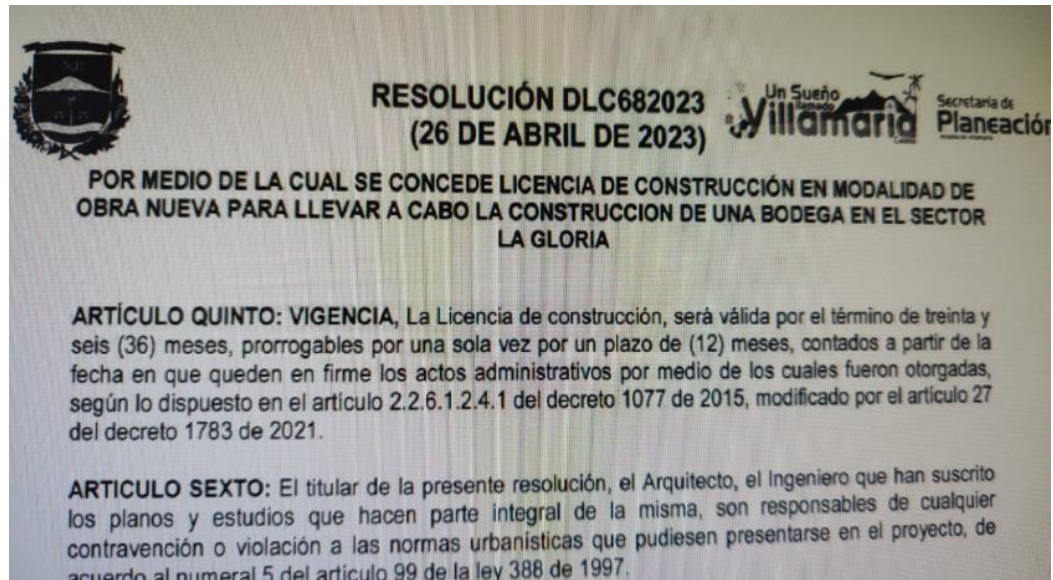 RESOLUCIÓN DLC682023
(26 DE ABRIL DE 2023)
Un Sueño
llamado
Villamaría
Secretaría de
Planeación
POR MEDIO DE LA CUAL SE CONCEDE LICENCIA DE CONSTRUCCIÓN EN MODALIDAD DE
OBRA NUEVA PARA LLEVAR A CABO LA CONSTRUCCION DE UNA BODEGA EN EL SECTOR
LA GLORIA
ARTÍCULO QUINTO: VIGENCIA, La Licencia de construcción, será válida por el término de treinta y
seis (36) meses, prorrogables por una sola vez por un plazo de (12) meses, contados a partir de la
fecha en que queden en firme los actos administrativos por medio de los cuales fueron otorgadas,
según lo dispuesto en el articulo 2.2.6.1.2.4.1 del decreto 1077 de 2015, modificado por el articulo 27
del decreto 1783 de 2021.
ARTICULO SEXTO: El titular de la presente resolución, el Arquitecto, el Ingeniero que han suscrito
los planos y estudios que hacen parte integral de la misma, son responsables de cualquier
contravención o violación a las normas urbanísticas que pudiesen presentarse en el proyecto, de
acuerdo al numeral 5 del artículo 99 de la ley 388 de 1997.